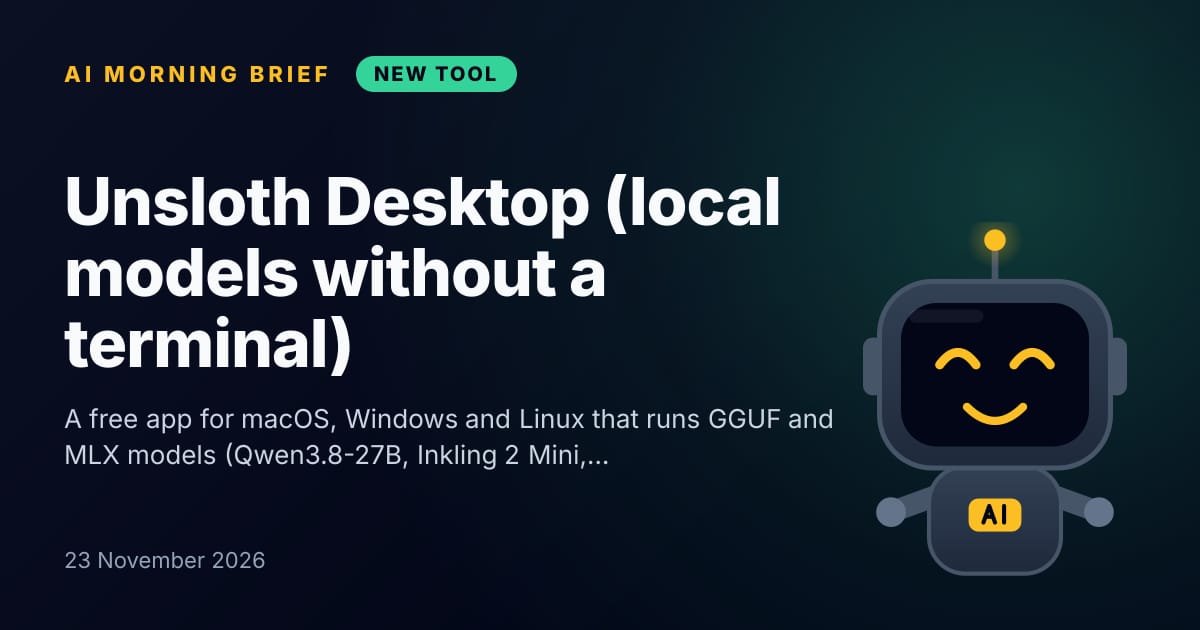 AI MORNING BRIEF
NEW TOOL
Unsloth Desktop (local
models without a
terminal)
A free app for macOS, Windows and Linux that runs GGUF and
MLX models (Qwen3.8-27B, Inkling 2 Mini,...
AI
23 November 2026